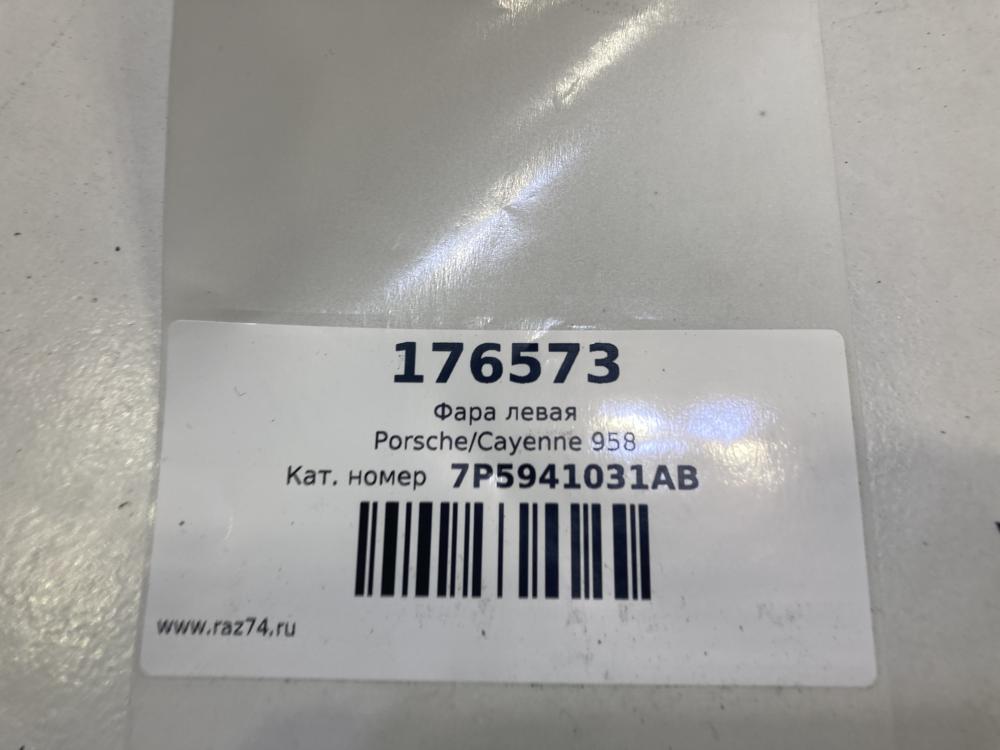 176573
Фара левая
Porsche/Cayenne 958
Кат. номер 7P5941031AB
www.raz74.ru